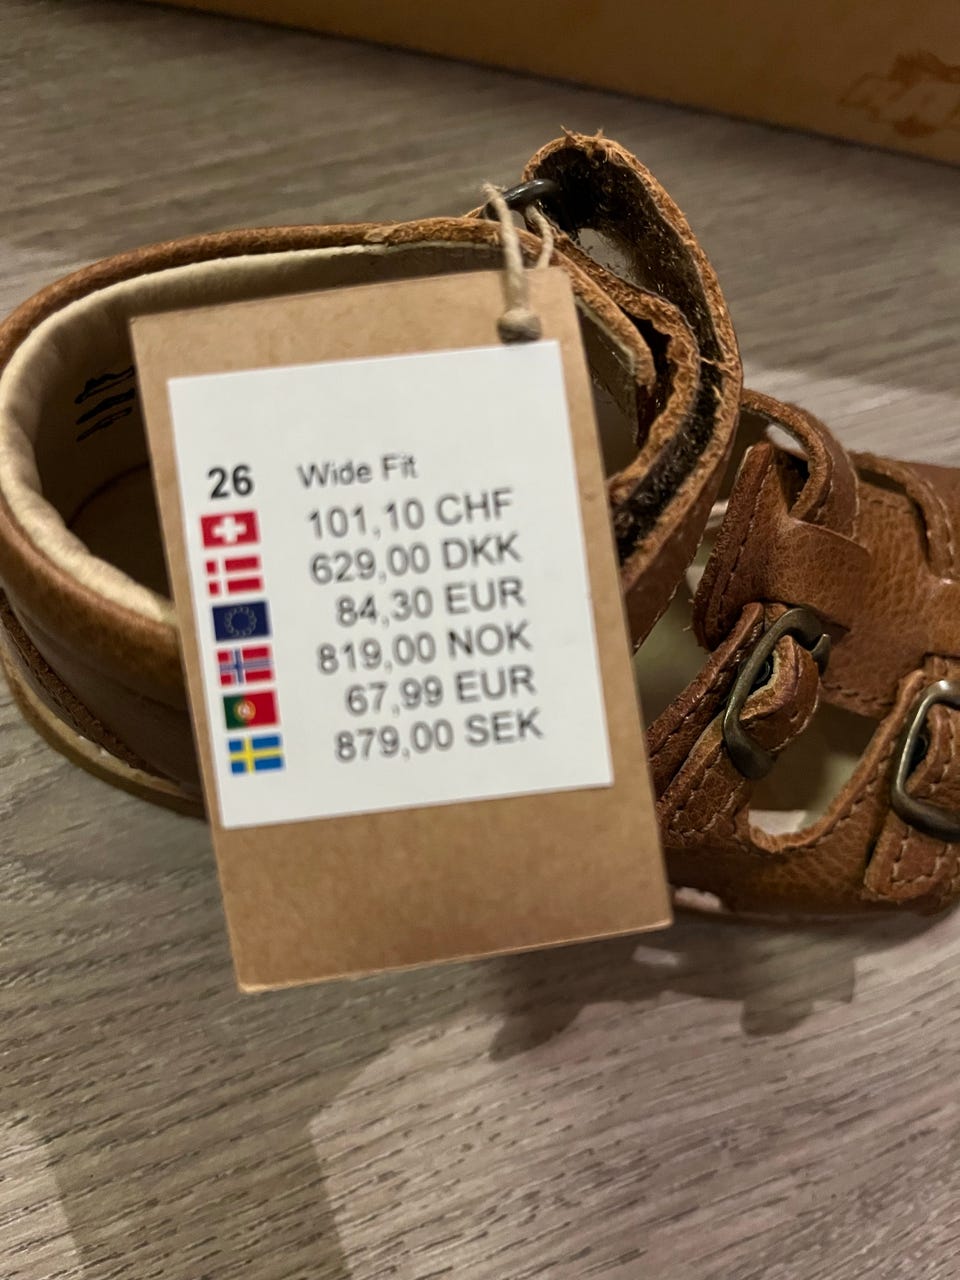 26 Wide Fit
101,10 CHF
629,00 DKK
84,30 EUR
819,00 NOK
67,99 EUR
879,00 SEK